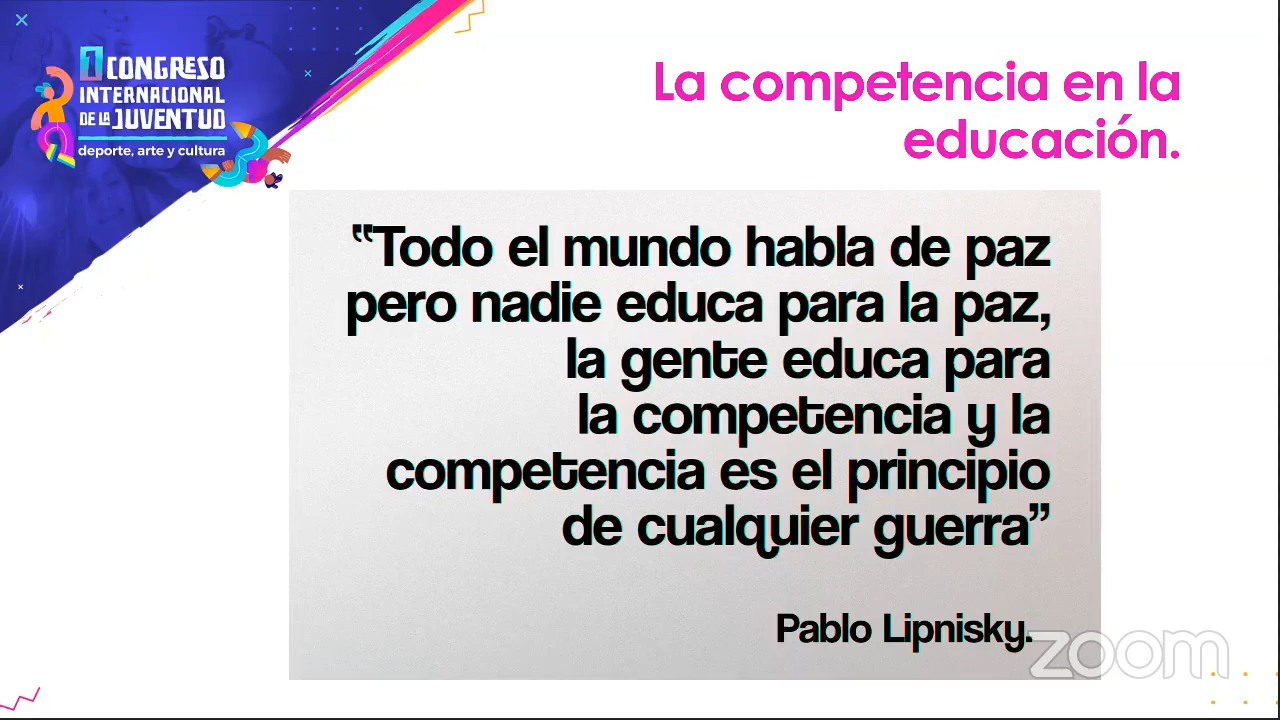 1 CONGRESO
INTERNACIONAL
DE LA JUVENTUD
deporte, arte y cultura
La competencia en la
educación.
“Todo el mundo habla de paz
pero nadie educa para la paz,
la gente educa para
la competencia y la
competencia es el principio
de cualquier guerra”
Pablo Lipnisky.
zoom